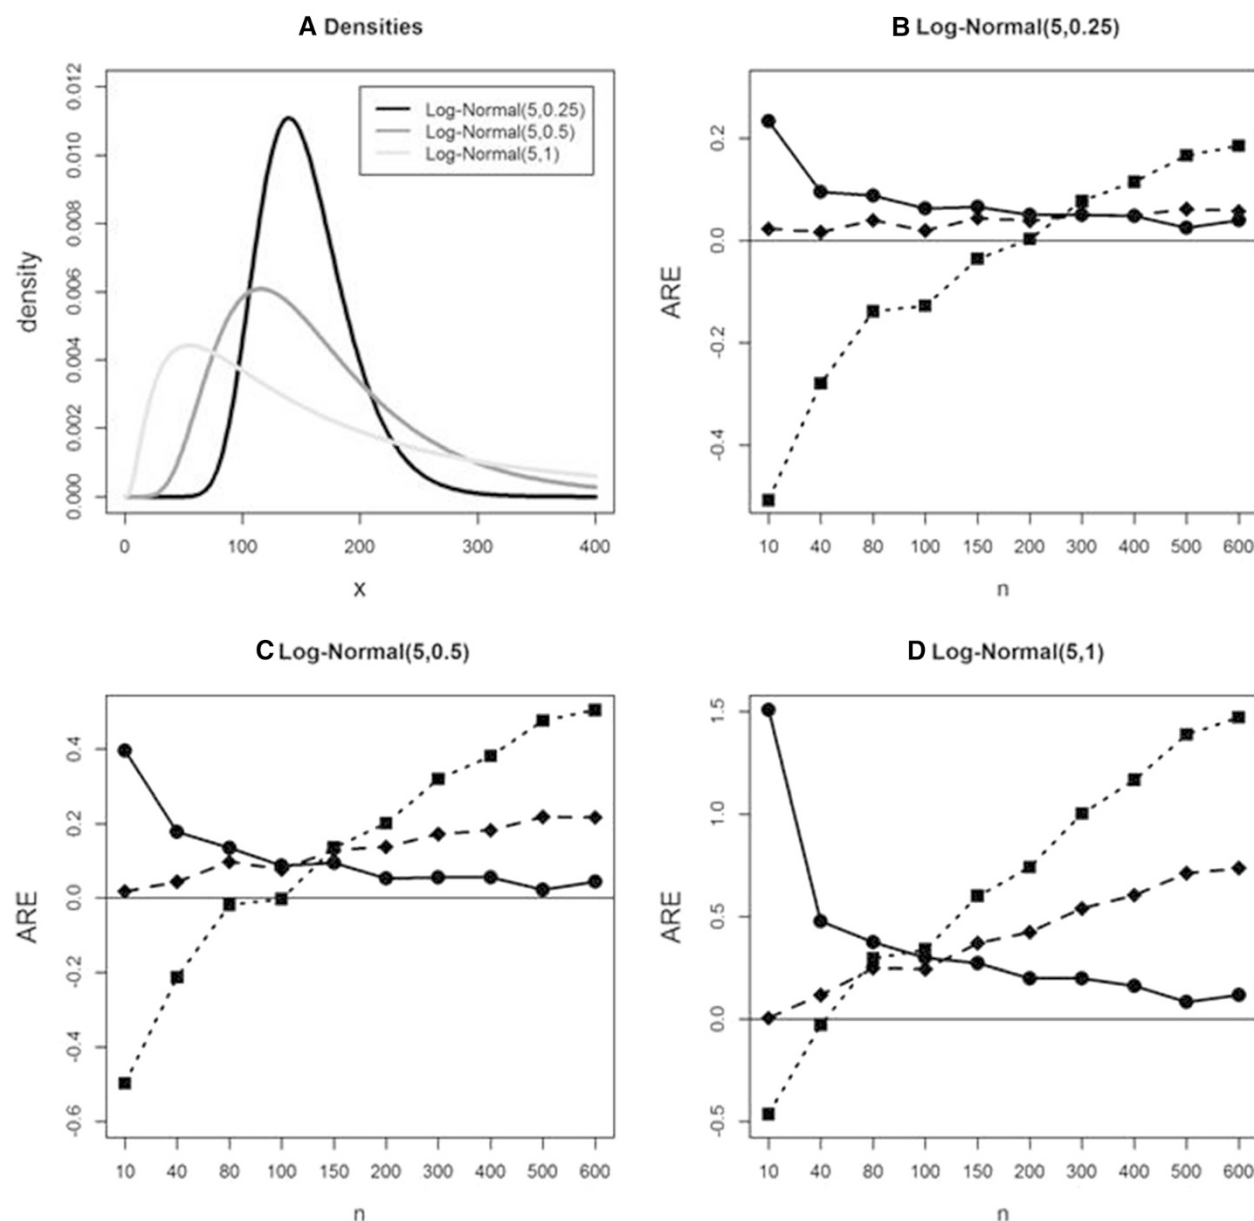 A Densities
density
0.012
0.010
0.008
0.006
0.004
0.002
0.000
Log-Normal(5,0.25)
Log-Normal(5,0.5)
Log-Normal(5,1)
0 100 200 300 400
x
B Log-Normal(5,0.25)
ARE
0.2
0.0
-0.2
-0.4
10 40 80 100 150 200 300 400 500 600
n
C Log-Normal(5,0.5)
ARE
0.4
0.2
0.0
-0.2
-0.4
-0.6
10 40 80 100 150 200 300 400 500 600
n
D Log-Normal(5,1)
ARE
1.5
1.0
0.5
0.0
-0.5
10 40 80 100 150 200 300 400 500 600
n